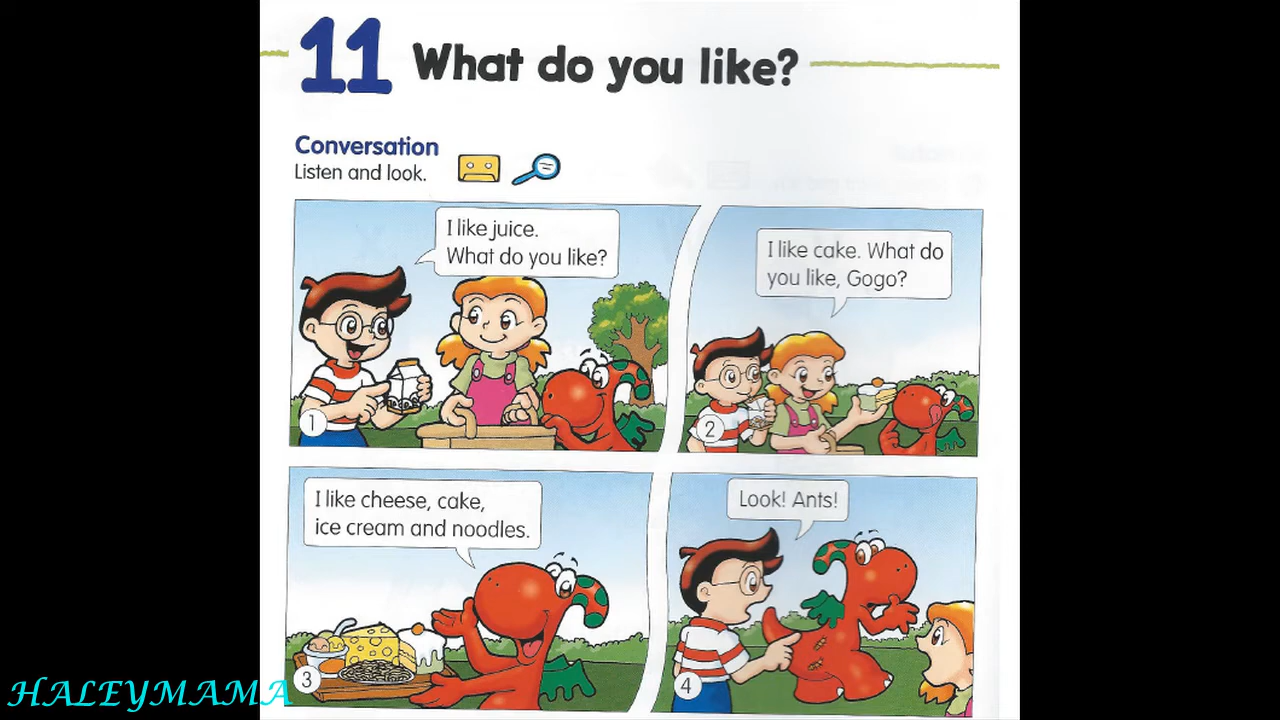 11 What do you like?
Conversation
Listen and look.
I like juice.
What do you like?
1
I like cake. What do
you like, Gogo?
2
I like cheese, cake,
ice cream and noodles.
3
Look! Ants!
4
HALEYMAMA